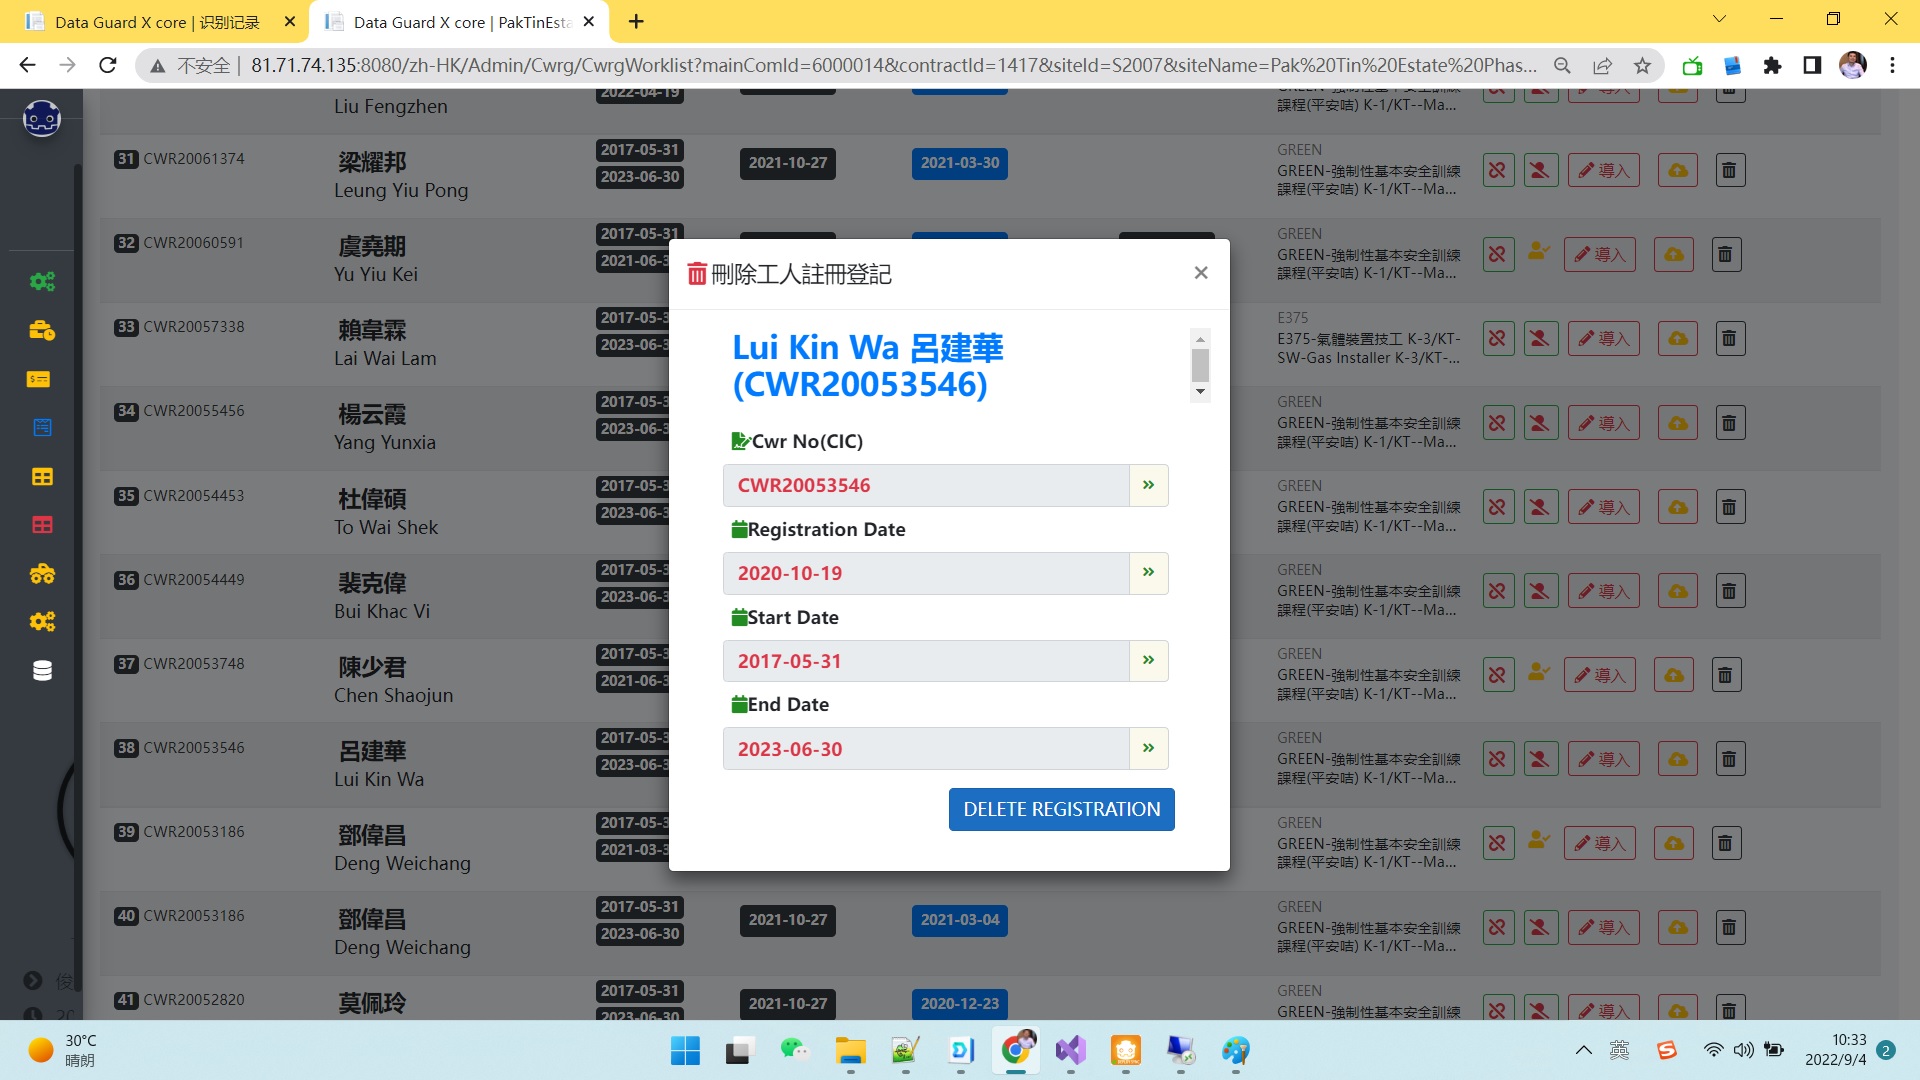 Data Guard X core | 识别记录
Data Guard X core | PakTinEsta
不安全
81.71.74.135:8080/zh-HK/Admin/Cwrg/CwrgWorklist?mainComId=6000014&contractId=1417&siteId=S2007&siteName=Pak%20Tin%20Estate%20Phas...
Liu Fengzhen
2022-04-19
課程(平安咭) K-1/KT--Ma...
導入
31 CWR20061374
梁耀邦
Leung Yiu Pong
2017-05-31
2023-06-30
2021-10-27
2021-03-30
GREEN
GREEN-強制性基本安全訓練
課程(平安咭) K-1/KT--Ma...
導入
32 CWR20060591
虞堯期
Yu Yiu Kei
2017-05-31
2021-06-3
GREEN
GREEN-強制性基本安全訓練
課程(平安咭) K-1/KT--Ma...
導入
33 CWR20057338
賴韋霖
Lai Wai Lam
2017-05-3
2023-06-3
E375
E375-氣體裝置技工 K-3/KT-
SW-Gas Installer K-3/KT-...
導入
34 CWR20055456
楊云霞
Yang Yunxia
2017-05-3
2023-06-3
GREEN
GREEN-強制性基本安全訓練
課程(平安咭) K-1/KT--Ma...
導入
35 CWR20054453
杜偉碩
To Wai Shek
2017-05-3
2023-06-3
GREEN
GREEN-強制性基本安全訓練
課程(平安咭) K-1/KT--Ma...
導入
36 CWR20054449
裴克偉
Bui Khac Vi
2017-05-3
2023-06-3
GREEN
GREEN-強制性基本安全訓練
課程(平安咭) K-1/KT--Ma...
導入
37 CWR20053748
陳少君
Chen Shaojun
2017-05-3
2021-06-3
GREEN
GREEN-強制性基本安全訓練
課程(平安咭) K-1/KT--Ma...
導入
38 CWR20053546
呂建華
Lui Kin Wa
2017-05-3
2023-06-3
GREEN
GREEN-強制性基本安全訓練
課程(平安咭) K-1/KT--Ma...
導入
39 CWR20053186
鄧偉昌
Deng Weichang
2017-05-3
2021-03-3
GREEN
GREEN-強制性基本安全訓練
課程(平安咭) K-1/KT--Ma...
導入
40 CWR20053186
鄧偉昌
Deng Weichang
2017-05-31
2023-06-30
2021-10-27
2021-03-04
GREEN
GREEN-強制性基本安全訓練
課程(平安咭) K-1/KT--Ma...
導入
41 CWR20052820
莫佩玲
2017-05-31
2023-06-30
2021-10-27
2020-12-23
GREEN
GREEN-強制性基本安全訓練
導入
刪除工人註冊登記
×
Lui Kin Wa 呂建華
(CWR20053546)
Cwr No(CIC)
CWR20053546
»
Registration Date
2020-10-19
»
Start Date
2017-05-31
»
End Date
2023-06-30
»
DELETE REGISTRATION
俊
20
30°C
晴朗
英
10:33
2022/9/4
2